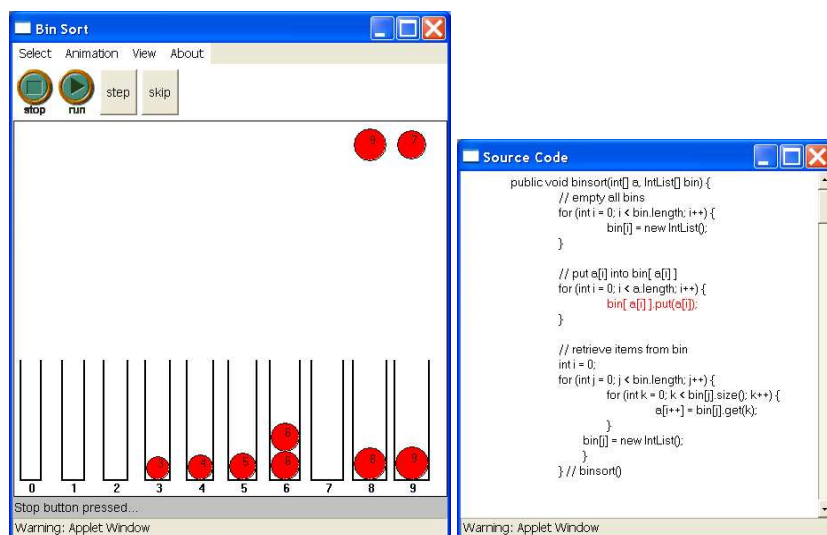 Bin Sort
Select Animation View About
stop run step skip
9 7
6
3 4 5 6 8 9
0 1 2 3 4 5 6 7 8 9
Stop button pressed...
Warning: Applet Window
Source Code
public void binsort(int[] a, IntList[] bin) {
// empty all bins
for (int i = 0; i < bin.length; i++) {
bin[i] = new IntList();
}
// put a[i] into bin[ a[i] ]
for (int i = 0; i < a.length; i++) {
bin[ a[i] ].put(a[i]);
}
// retrieve items from bin
int i = 0;
for (int j = 0; j < bin.length; j++) {
for (int k = 0; k < bin[j].size(); k++) {
a[i++] = bin[j].get(k);
}
bin[j] = new IntList();
}
} // binsort()
Warning: Applet Window